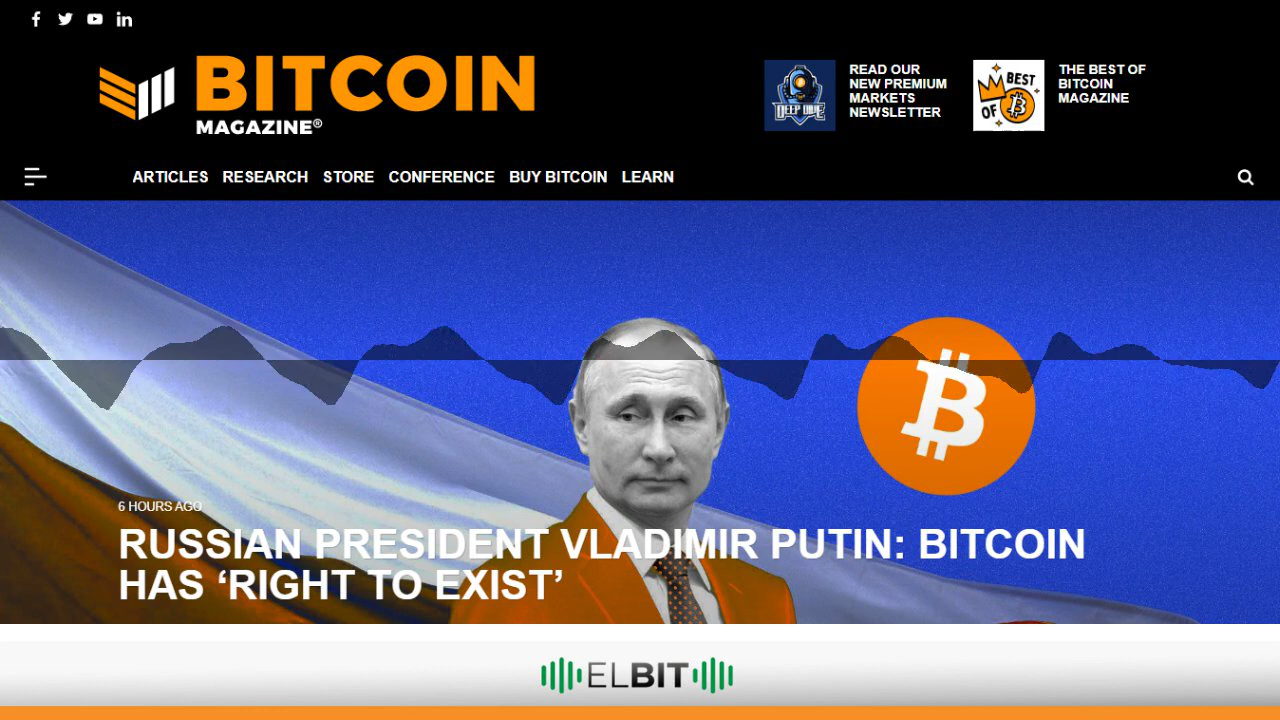 BITCOIN
MAGAZINE®
DEEP DIVE
READ OUR
NEW PREMIUM
MARKETS
NEWSLETTER
BEST
OF
THE BEST OF
BITCOIN
MAGAZINE
ARTICLES RESEARCH STORE CONFERENCE BUY BITCOIN LEARN
6 HOURS AGO
RUSSIAN PRESIDENT VLADIMIR PUTIN: BITCOIN
HAS ‘RIGHT TO EXIST’
ELBIT